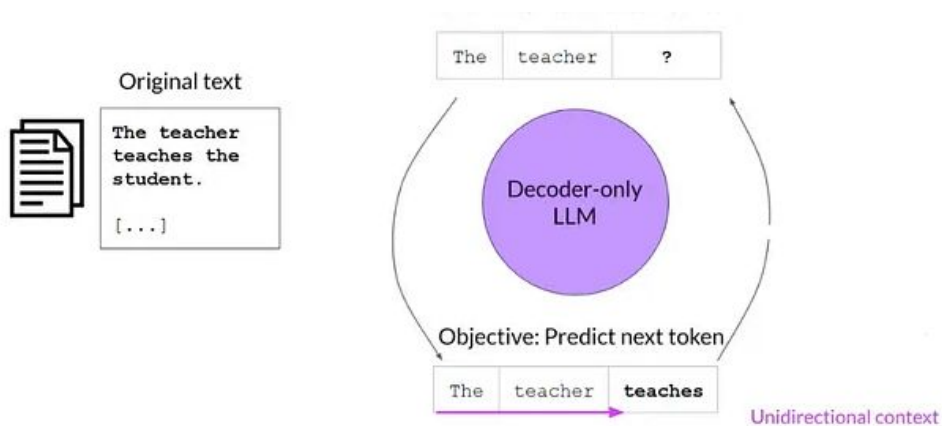 Original text
The teacher
teaches the
student.
[...]
The teacher ?
Decoder-only
LLM
Objective: Predict next token
The teacher teaches
Unidirectional context